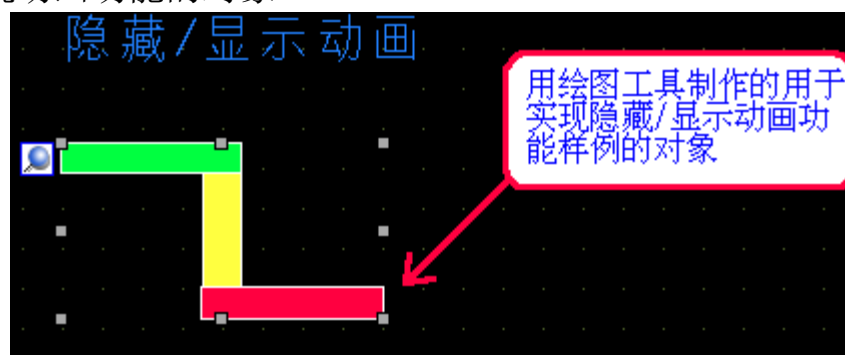 隐藏/显示动画
用绘图工具制作的用于
实现隐藏/显示动画功
能样例的对象